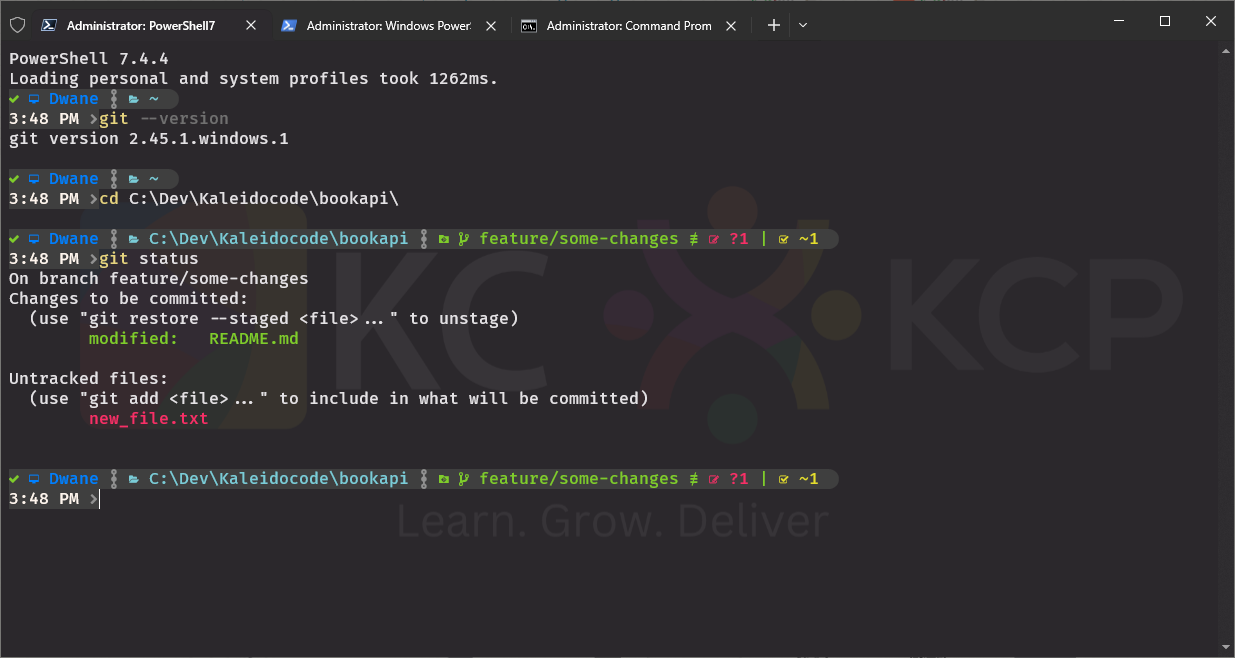 Administrator: PowerShell7
Administrator: Windows Power
Administrator: Command Prom
PowerShell 7.4.4
Loading personal and system profiles took 1262ms.
Dwane ~
3:48 PM >git --version
git version 2.45.1.windows.1
Dwane ~
3:48 PM >cd C:\Dev\Kaleidocode\bookapi\
Dwane C:\Dev\Kaleidocode\bookapi feature/some-changes ≢ ?1 | ~1
3:48 PM >git status
On branch feature/some-changes
Changes to be committed:
(use "git restore --staged <file>..." to unstage)
modified: README.md
Untracked files:
(use "git add <file>..." to include in what will be committed)
new_file.txt
Dwane C:\Dev\Kaleidocode\bookapi feature/some-changes ≢ ?1 | ~1
3:48 PM >
KC
KCP
Learn. Grow. Deliver